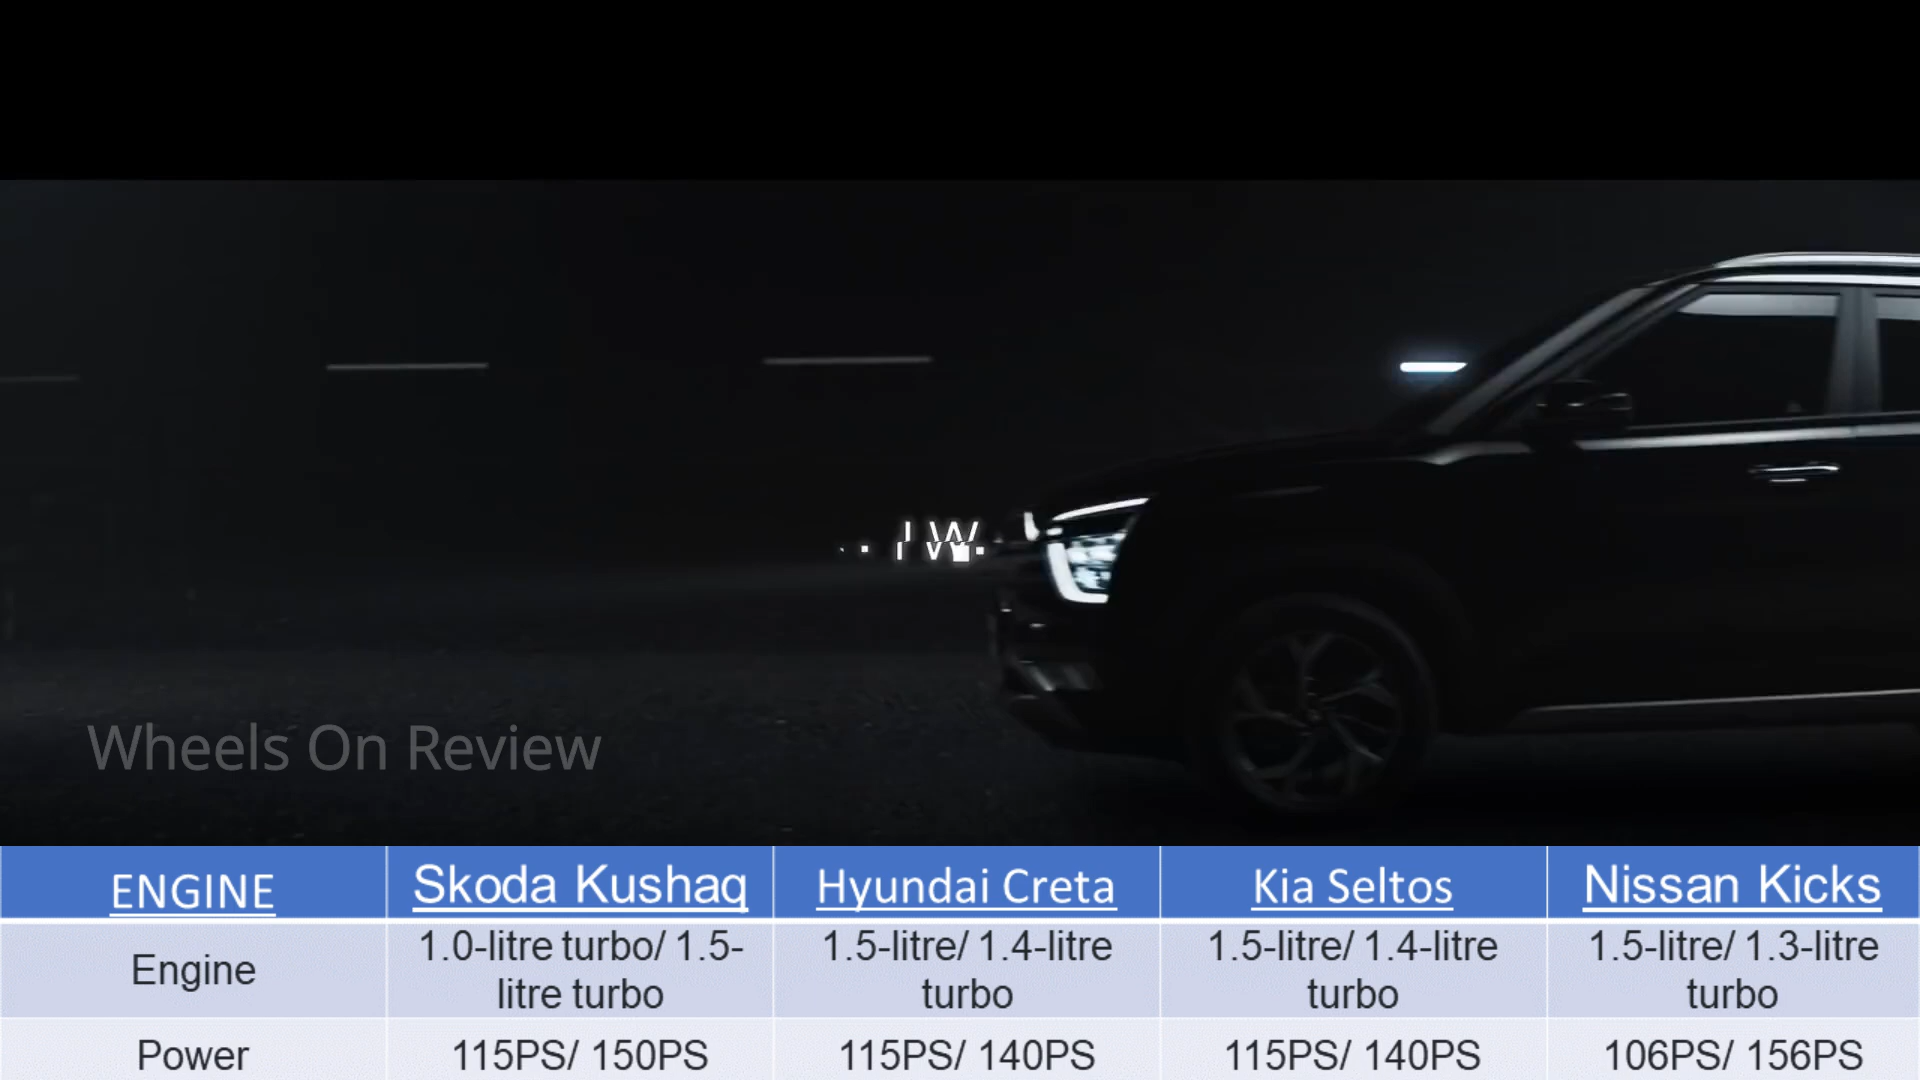 Wheels On Review
ENGINE Skoda Kushaq Hyundai Creta Kia Seltos Nissan Kicks
Engine 1.0-litre turbo/ 1.5-litre turbo 1.5-litre/ 1.4-litre turbo 1.5-litre/ 1.4-litre turbo 1.5-litre/ 1.3-litre turbo
Power 115PS/ 150PS 115PS/ 140PS 115PS/ 140PS 106PS/ 156PS